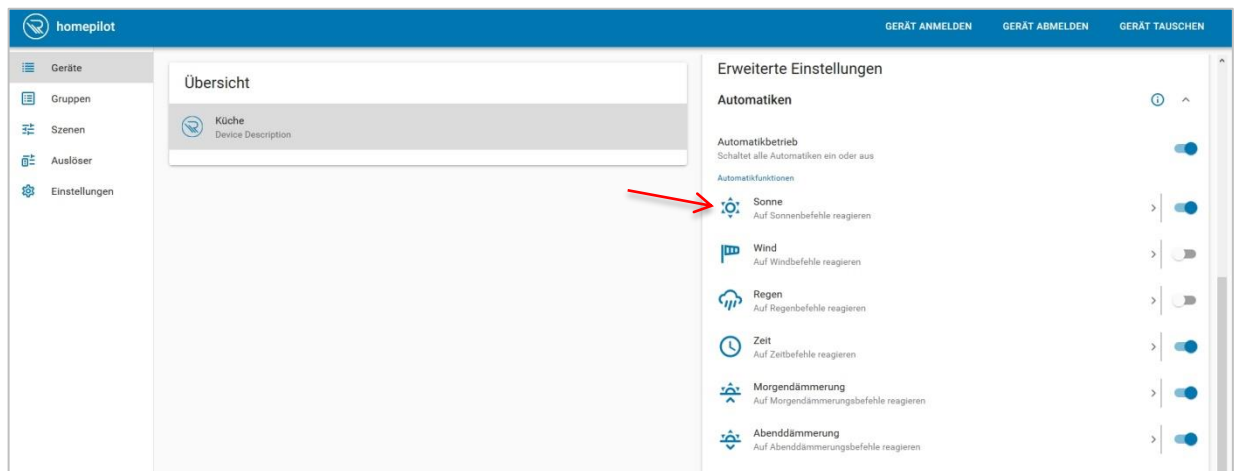 homepilot
GERÄT ANMELDEN
GERÄT ABMELDEN
GERÄT TAUSCHEN
Geräte
Gruppen
Szenen
Auslöser
Einstellungen
Übersicht
Küche
Device Description
Erweiterte Einstellungen
Automatiken
Automatikbetrieb
Schaltet alle Automatiken ein oder aus
Automatikfunktionen
Sonne
Auf Sonnenbefehle reagieren
Wind
Auf Windbefehle reagieren
Regen
Auf Regenbefehle reagieren
Zeit
Auf Zeitbefehle reagieren
Morgendämmerung
Auf Morgendämmerungsbefehle reagieren
Abenddämmerung
Auf Abenddämmerungsbefehle reagieren